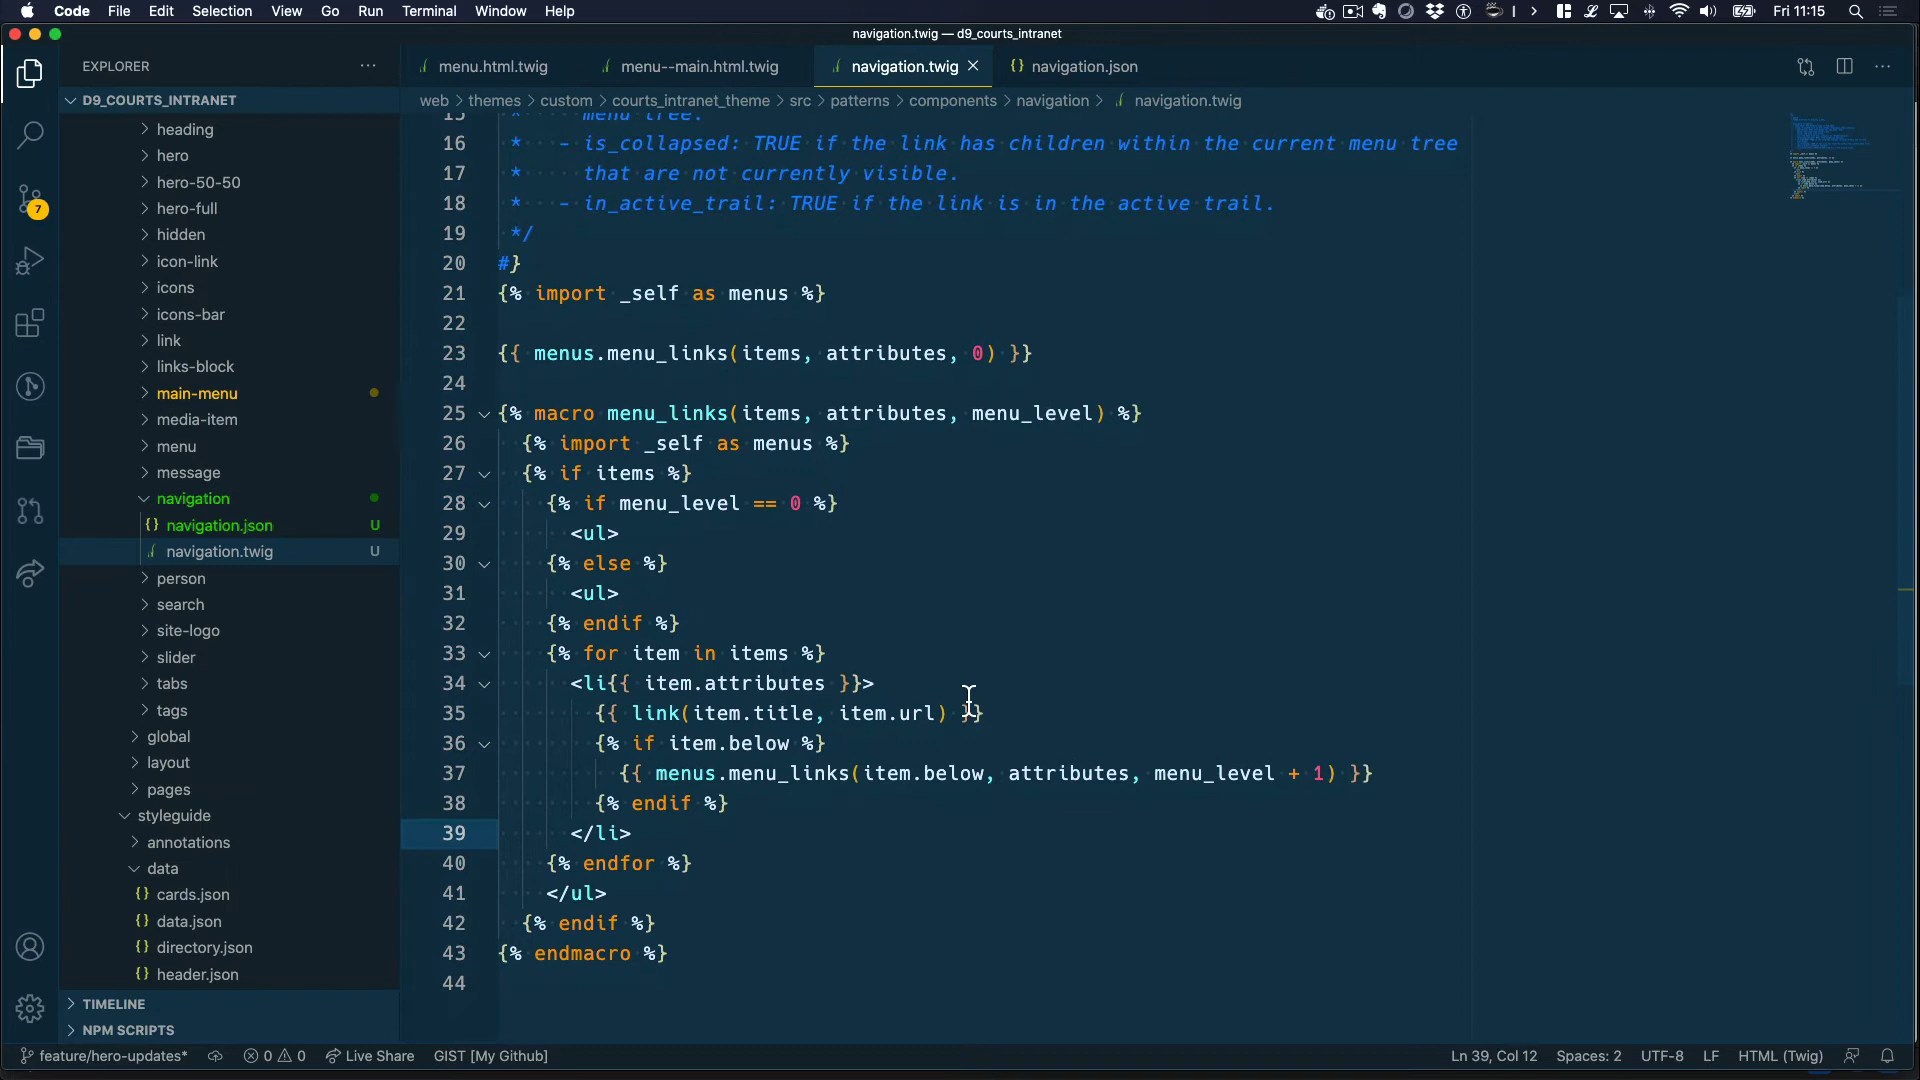 Code File Edit Selection View Go Run Terminal Window Help Fri 11:15
navigation.twig — d9_courts_intranet
EXPLORER
menu.html.twig menu--main.html.twig navigation.twig navigation.json
D9_COURTS_INTRANET
web > themes > custom > courts_intranet_theme > src > patterns > components > navigation > navigation.twig
heading
hero
hero-50-50
hero-full
hidden
icon-link
icons
icons-bar
link
links-block
main-menu
media-item
menu
message
navigation
navigation.json U
navigation.twig U
person
search
site-logo
slider
tabs
tags
global
layout
pages
styleguide
annotations
data
cards.json
data.json
directory.json
header.json
TIMELINE
NPM SCRIPTS
7
15 * menu tree.
16 * - is_collapsed: TRUE if the link has children within the current menu tree
17 * that are not currently visible.
18 * - in_active_trail: TRUE if the link is in the active trail.
19 */
20 #}
21 {% import _self as menus %}
22
23 {{ menus.menu_links(items, attributes, 0) }}
24
25 {% macro menu_links(items, attributes, menu_level) %}
26 {% import _self as menus %}
27 {% if items %}
28 {% if menu_level == 0 %}
29 <ul>
30 {% else %}
31 <ul>
32 {% endif %}
33 {% for item in items %}
34 <li{{ item.attributes }}>
35 {{ link(item.title, item.url) }}
36 {% if item.below %}
37 {{ menus.menu_links(item.below, attributes, menu_level + 1) }}
38 {% endif %}
39 </li>
40 {% endfor %}
41 </ul>
42 {% endif %}
43 {% endmacro %}
44
feature/hero-updates* 0 0 Live Share GIST [My Github] Ln 39, Col 12 Spaces: 2 UTF-8 LF HTML (Twig)